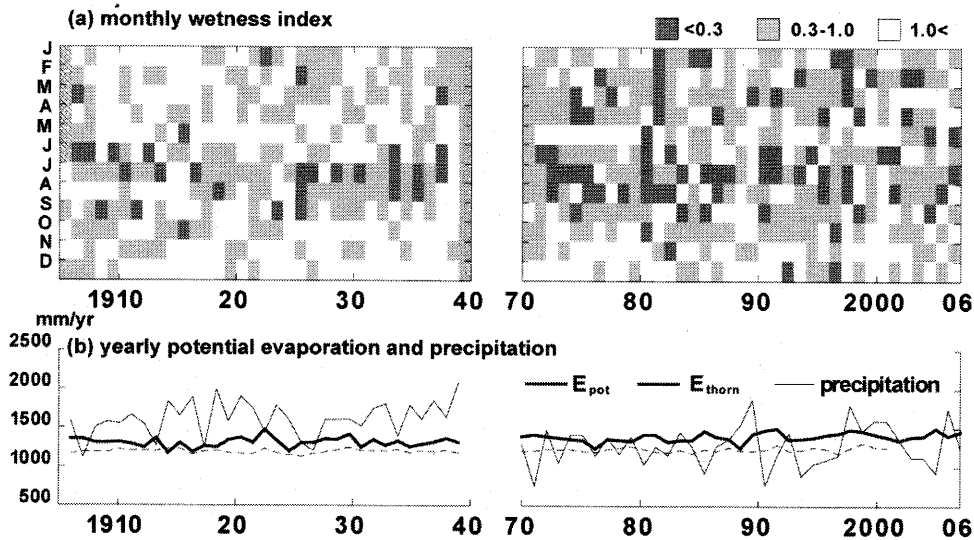 (a) monthly wetness index
<0.3 0.3-1.0 1.0<
J
F
M
A
M
J
J
A
S
O
N
D
1910 20 30 40 70 80 90 2000 06
mm/yr
(b) yearly potential evaporation and precipitation
2500
2000
1500
1000
500
E pot E thorn precipitation
1910 20 30 40 70 80 90 2000 06